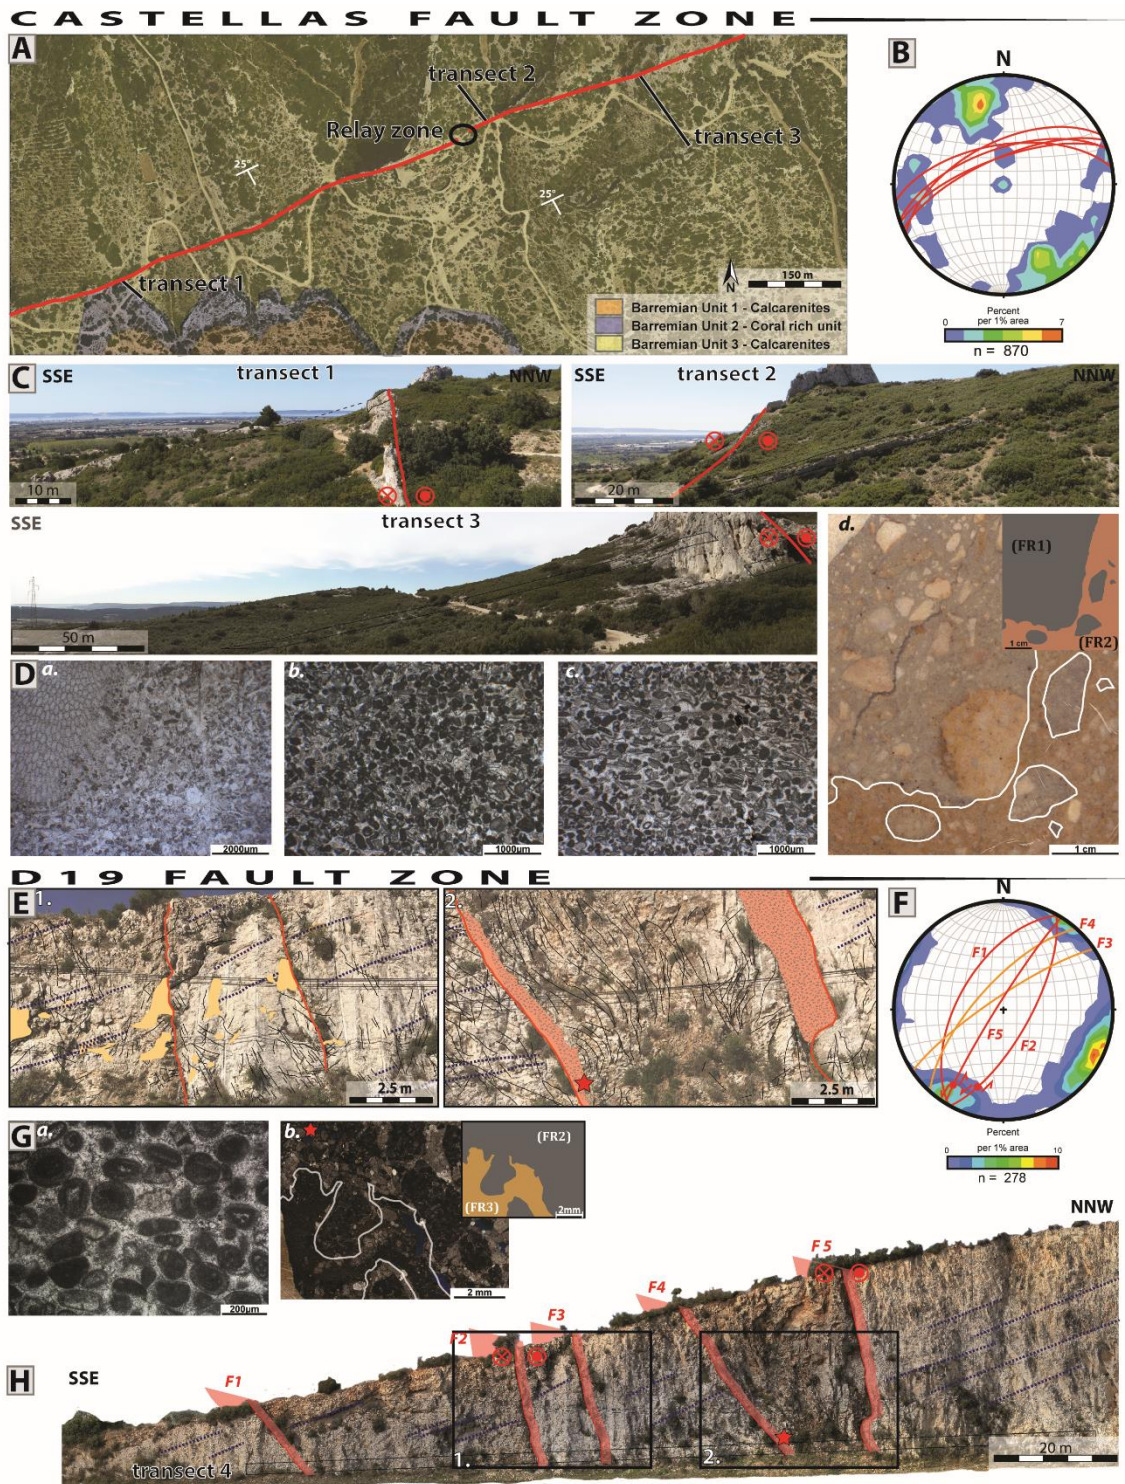 CASTELLAS FAULT ZONE
A
transect 2
Relay zone
transect 3
25°
25°
transect 1
N
150 m
Barremian Unit 1 - Calcarenites
Barremian Unit 2 - Coral rich unit
Barremian Unit 3 - Calcarenites
B
N
Percent
0 per 1% area 7
n = 870
C
SSE transect 1 NNW
10 m
SSE transect 2 NNW
20 m
SSE transect 3
50 m
d.
(FR1)
1 cm
(FR2)
1 cm
D
a.
2000µm
b.
1000µm
c.
1000µm
D19 FAULT ZONE
E
1.
2.5 m
2.
2.5 m
F
N
F1
F4
F3
F5
F2
Percent
0 per 1% area 10
n = 278
G
a.
200µm
b.
(FR2)
(FR3)
2mm
2 mm
NNW
F 5
F4
F3
F2
F1
H
SSE
transect 4
1.
2.
20 m